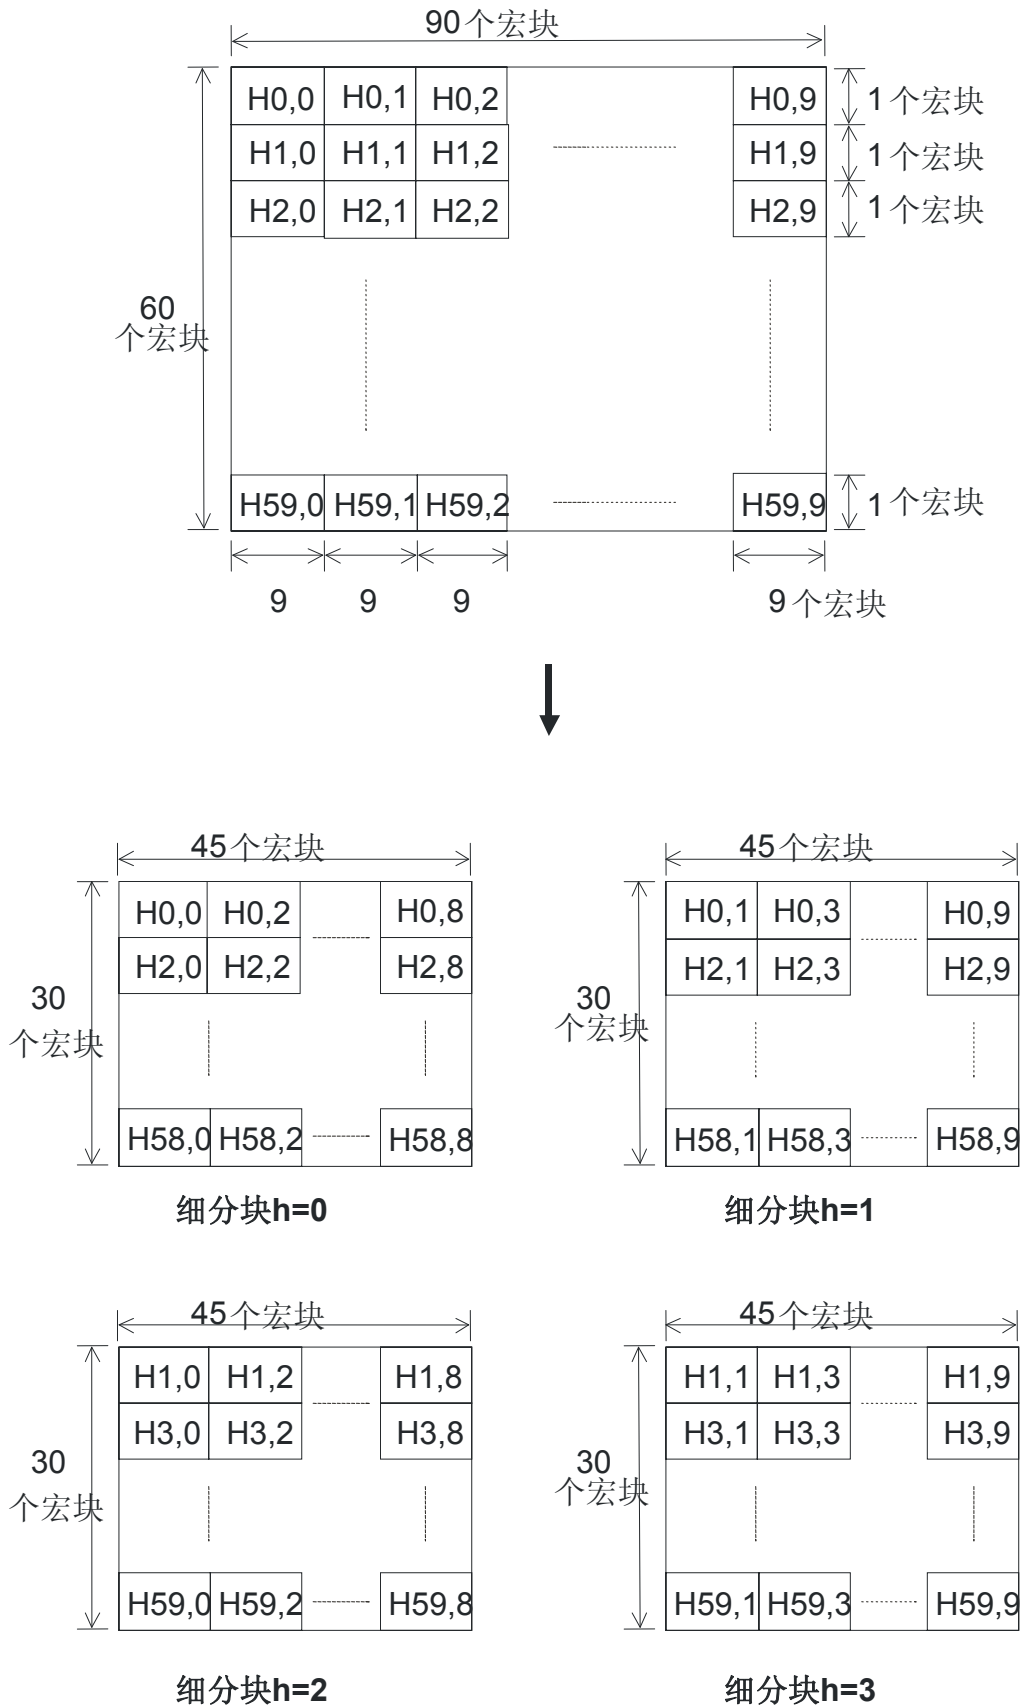 90个宏块
H0,0 H0,1 H0,2 H0,9 1个宏块
H1,0 H1,1 H1,2 H1,9 1个宏块
H2,0 H2,1 H2,2 H2,9 1个宏块
60
个宏块
H59,0 H59,1 H59,2 H59,9 1个宏块
9 9 9 9个宏块
45个宏块
H0,0 H0,2 H0,8
H2,0 H2,2 H2,8
30
个宏块
H58,0 H58,2 H58,8
细分块h=0
45个宏块
H0,1 H0,3 H0,9
H2,1 H2,3 H2,9
30
个宏块
H58,1 H58,3 H58,9
细分块h=1
45个宏块
H1,0 H1,2 H1,8
H3,0 H3,2 H3,8
30
个宏块
H59,0 H59,2 H59,8
细分块h=2
45个宏块
H1,1 H1,3 H1,9
H3,1 H3,3 H3,9
30
个宏块
H59,1 H59,3 H59,9
细分块h=3